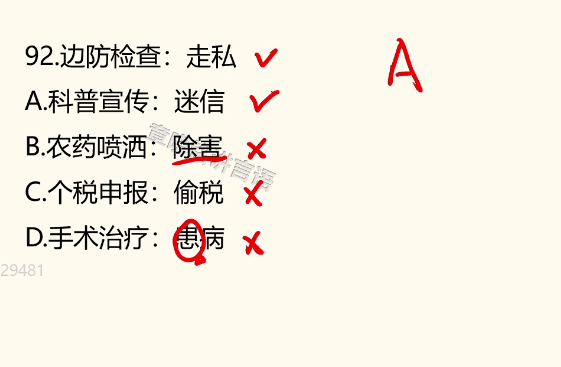 92.边防检查：走私 ✓
A
A.科普宣传：迷信 ✓
B.农药喷洒：除害 ×
C.个税申报：偷税 ×
D.手术治疗：患病 ×
29481